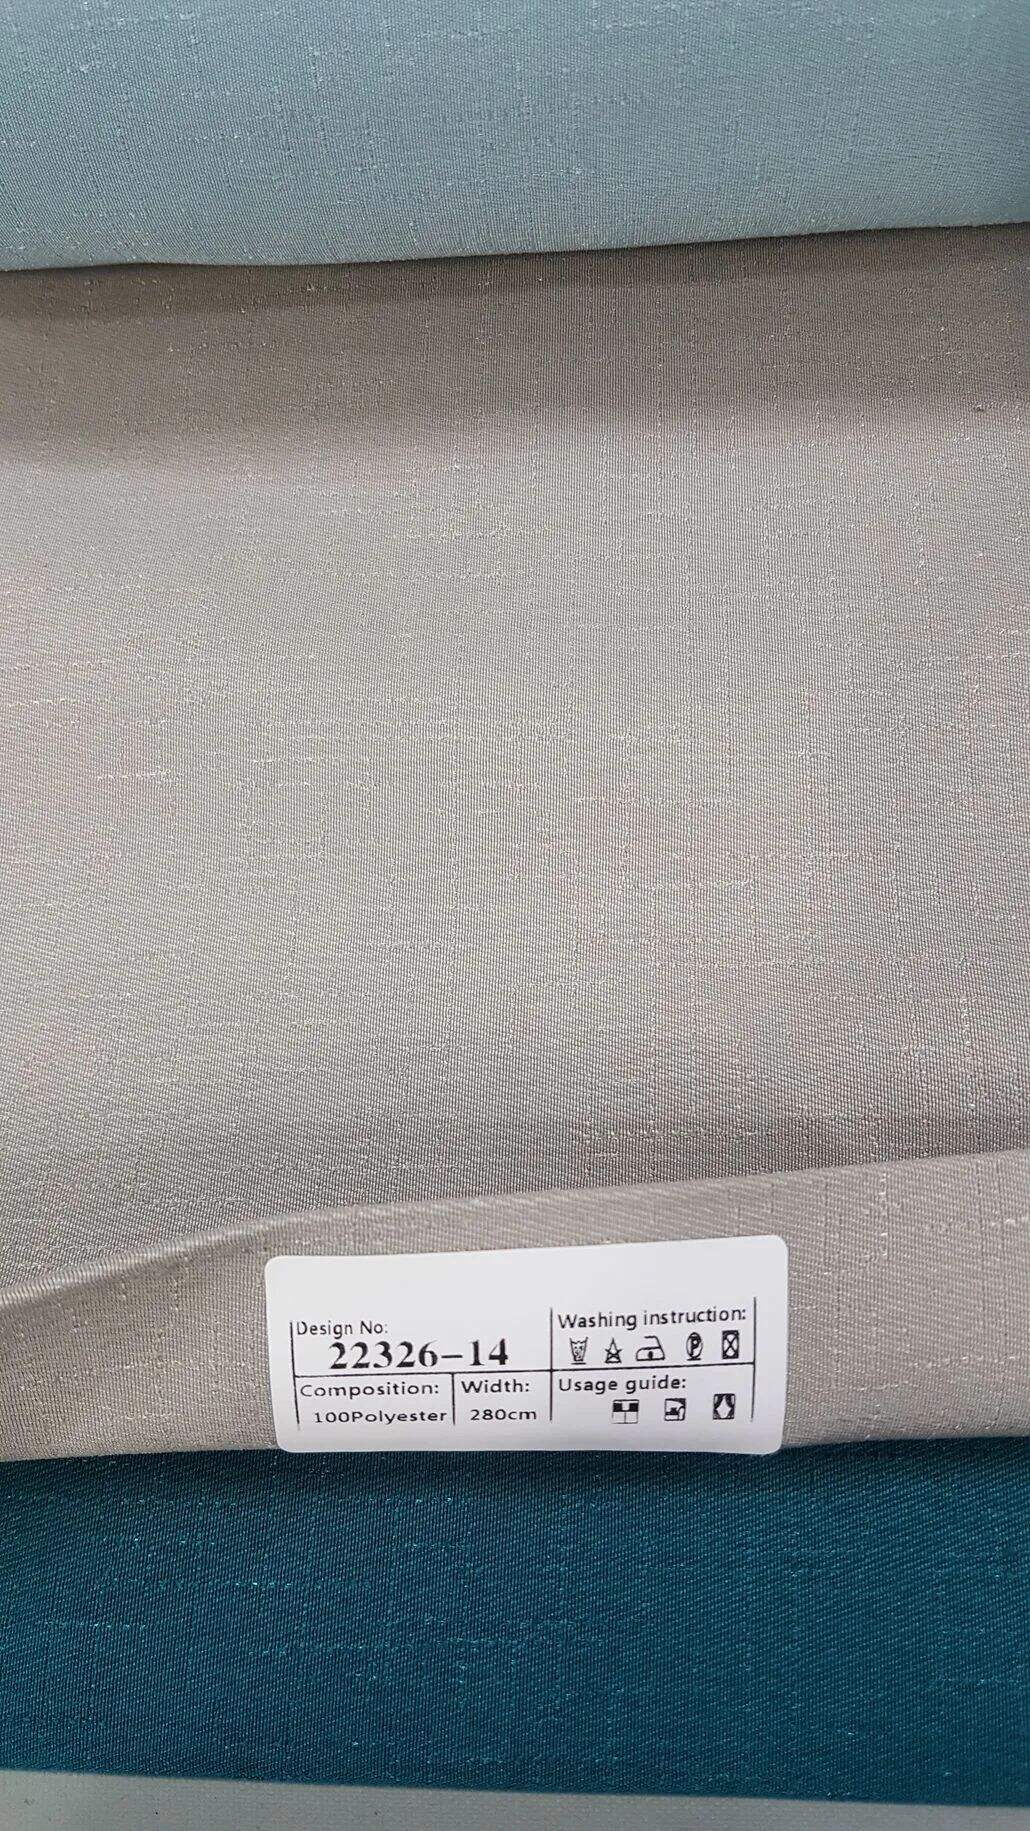 Design No:
22326-14
Composition:
100Polyester
Width:
280cm
Washing instruction:
P
Usage guide: